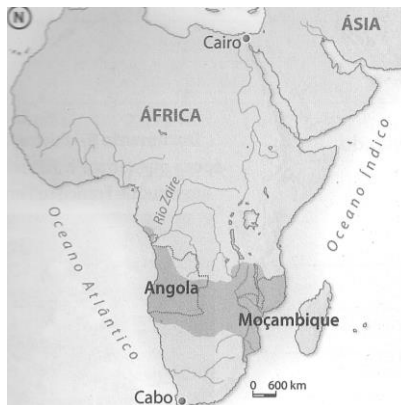 N
ÁSIA
Cairo
ÁFRICA
Oceano Índico
Rio Zaire
Oceano Atlântico
Angola
Moçambique
0 600 km
Cabo